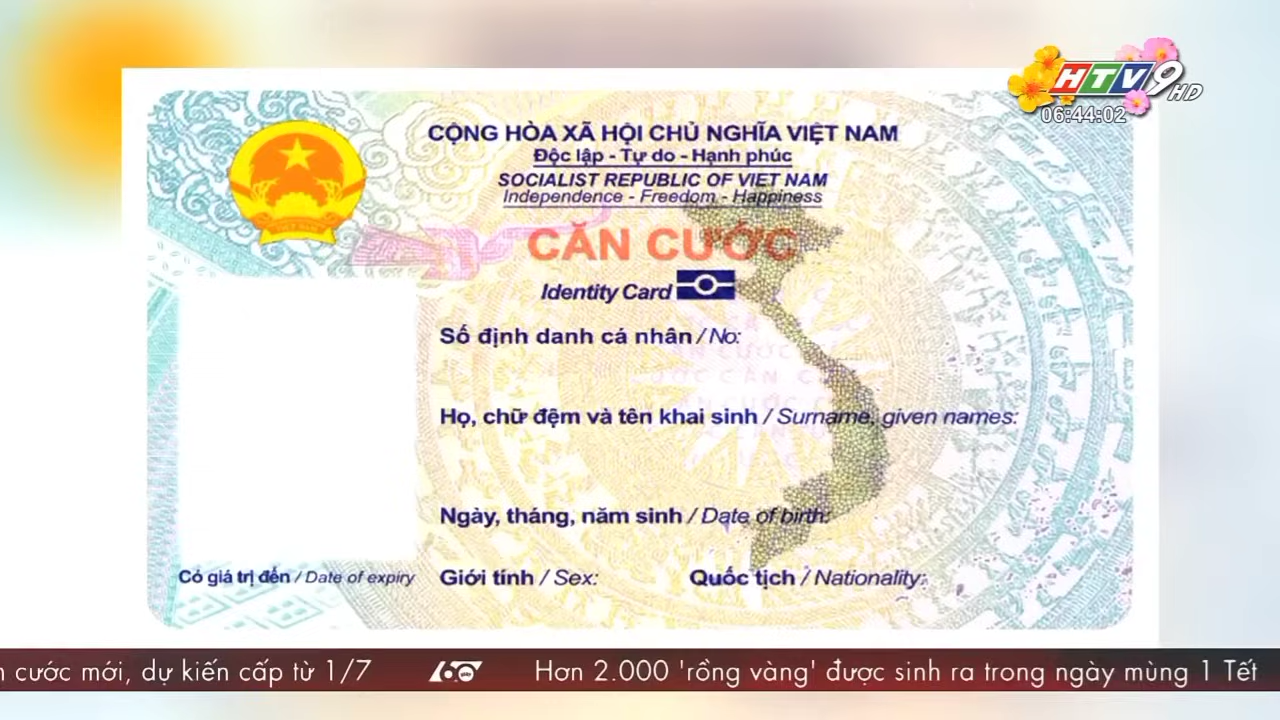 HTV9 HD
06:44:02
CỘNG HÒA XÃ HỘI CHỦ NGHĨA VIỆT NAM
Độc lập - Tự do - Hạnh phúc
SOCIALIST REPUBLIC OF VIET NAM
Independence - Freedom - Happiness
VIỆT NAM
CĂN CƯỚC
Identity Card
Số định danh cá nhân / No:
Họ, chữ đệm và tên khai sinh / Surname, given names:
Ngày, tháng, năm sinh / Date of birth:
Có giá trị đến / Date of expiry
Giới tính / Sex:
Quốc tịch / Nationality:
cước mới, dự kiến cấp từ 1/7 60 giây Hơn 2.000 'rồng vàng' được sinh ra trong ngày mùng 1 Tết